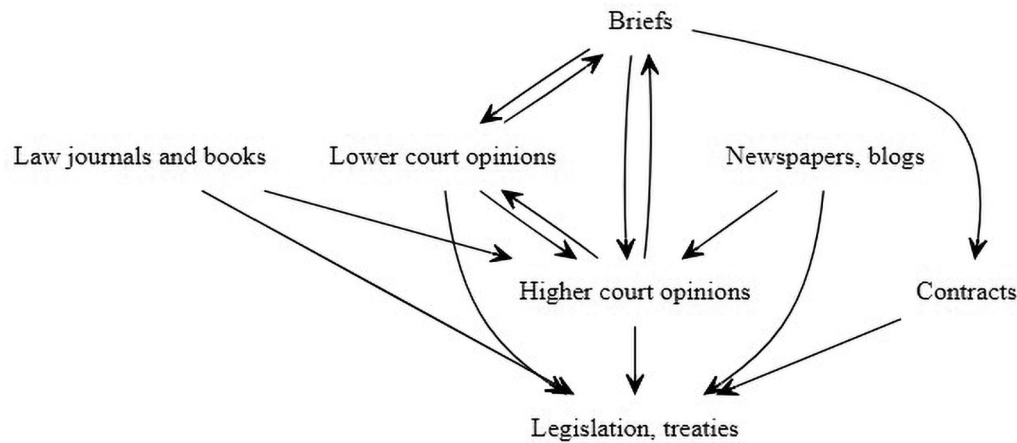 Briefs
Law journals and books
Lower court opinions
Newspapers, blogs
Higher court opinions
Contracts
Legislation, treaties